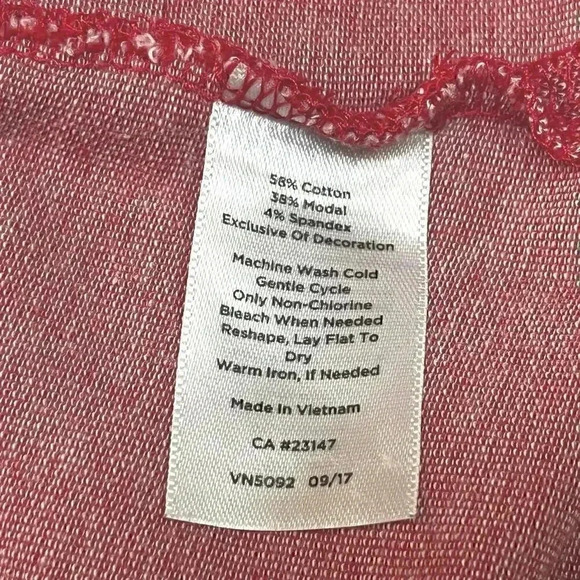 58% Cotton
38% Modal
4% Spandex
Exclusive Of Decoration
Machine Wash Cold
Gentle Cycle
Only Non-Chlorine
Bleach When Needed
Reshape, Lay Flat To
Dry
Warm Iron, If Needed
Made In Vietnam
CA #23147
VN5092 09/17